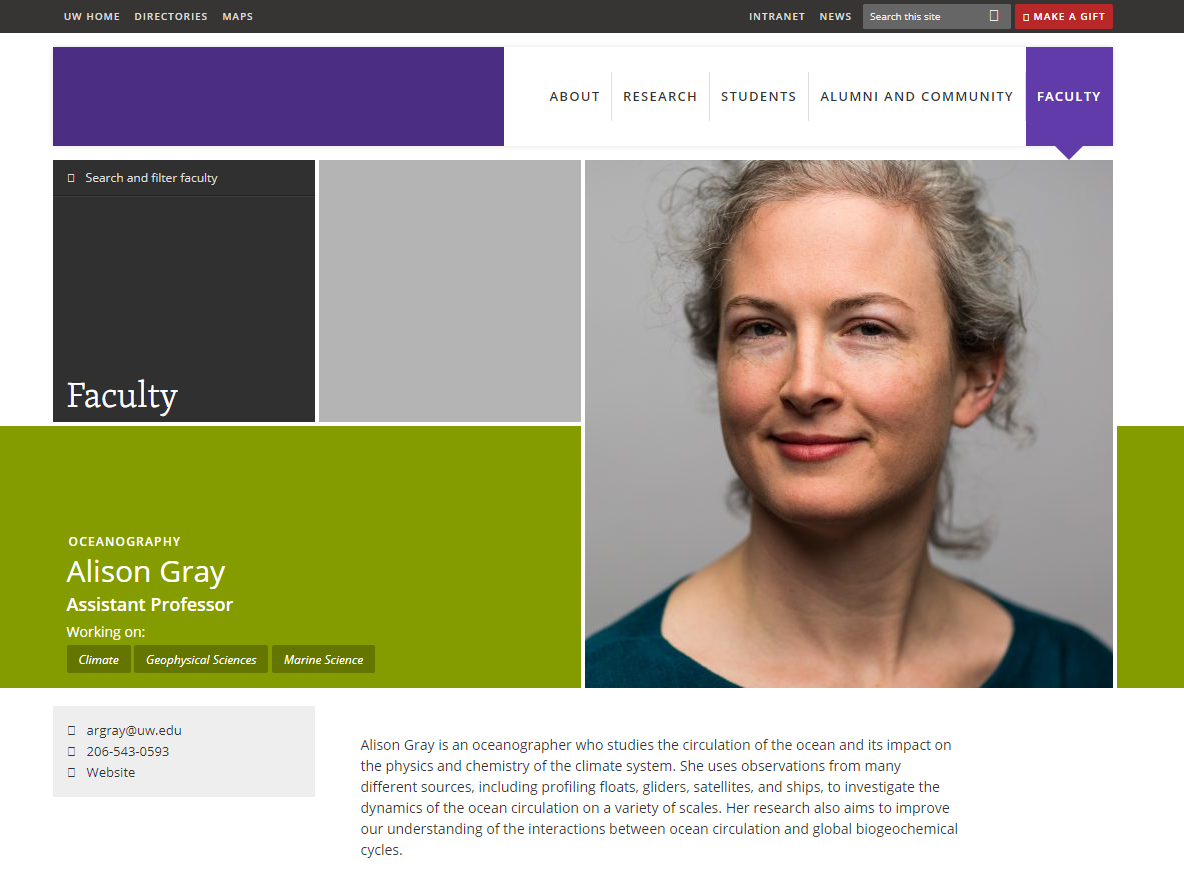 UW HOME DIRECTORIES MAPS INTRANET NEWS Search this site MAKE A GIFT
ABOUT RESEARCH STUDENTS ALUMNI AND COMMUNITY FACULTY
Search and filter faculty
Faculty
OCEANOGRAPHY
Alison Gray
Assistant Professor
Working on:
Climate Geophysical Sciences Marine Science
argray@uw.edu
206-543-0593
Website
Alison Gray is an oceanographer who studies the circulation of the ocean and its impact on
the physics and chemistry of the climate system. She uses observations from many
different sources, including profiling floats, gliders, satellites, and ships, to investigate the
dynamics of the ocean circulation on a variety of scales. Her research also aims to improve
our understanding of the interactions between ocean circulation and global biogeochemical
cycles.